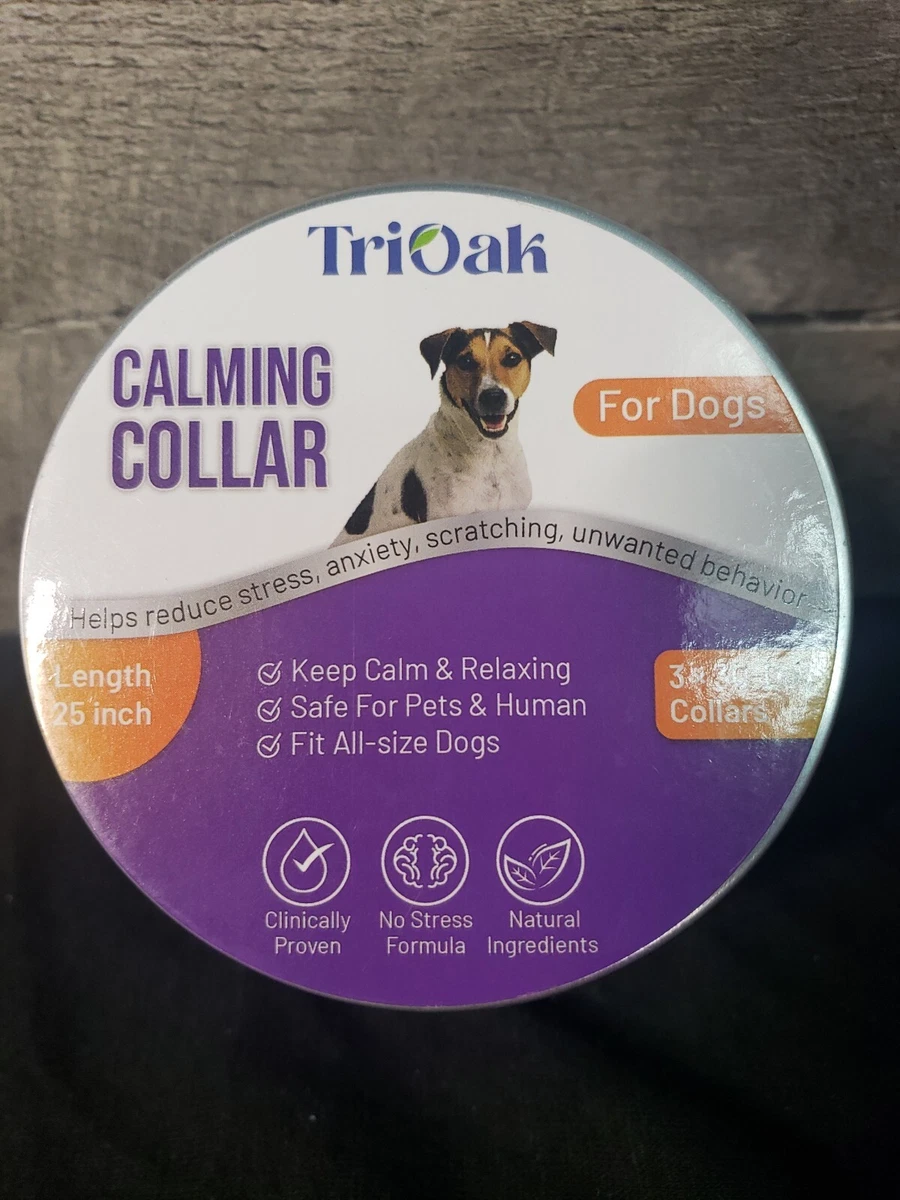 TriOak
CALMING
COLLAR
For Dogs
Helps reduce stress, anxiety, scratching, unwanted behavior
Length
25 inch
Keep Calm & Relaxing
Safe For Pets & Human
Fit All-size Dogs
3
Collars
Clinically
Proven
No Stress
Formula
Natural
Ingredients